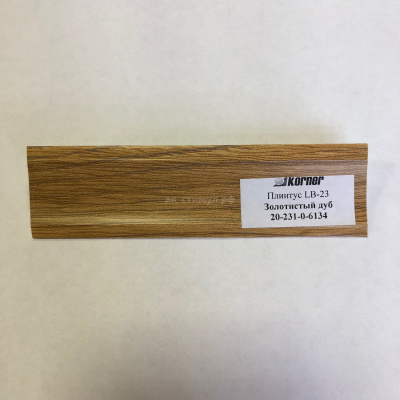 Korner
Плинтус LB-23
Золотистый дуб
20-231-0-6134